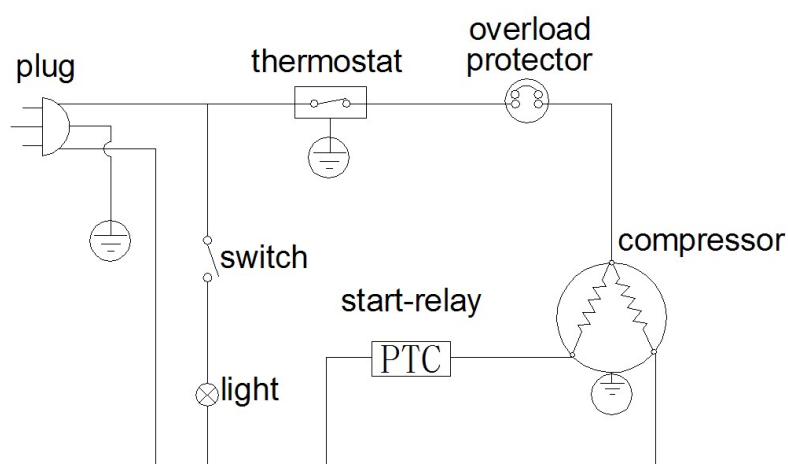 overload
protector
thermostat
plug
compressor
switch
start-relay
PTC
light